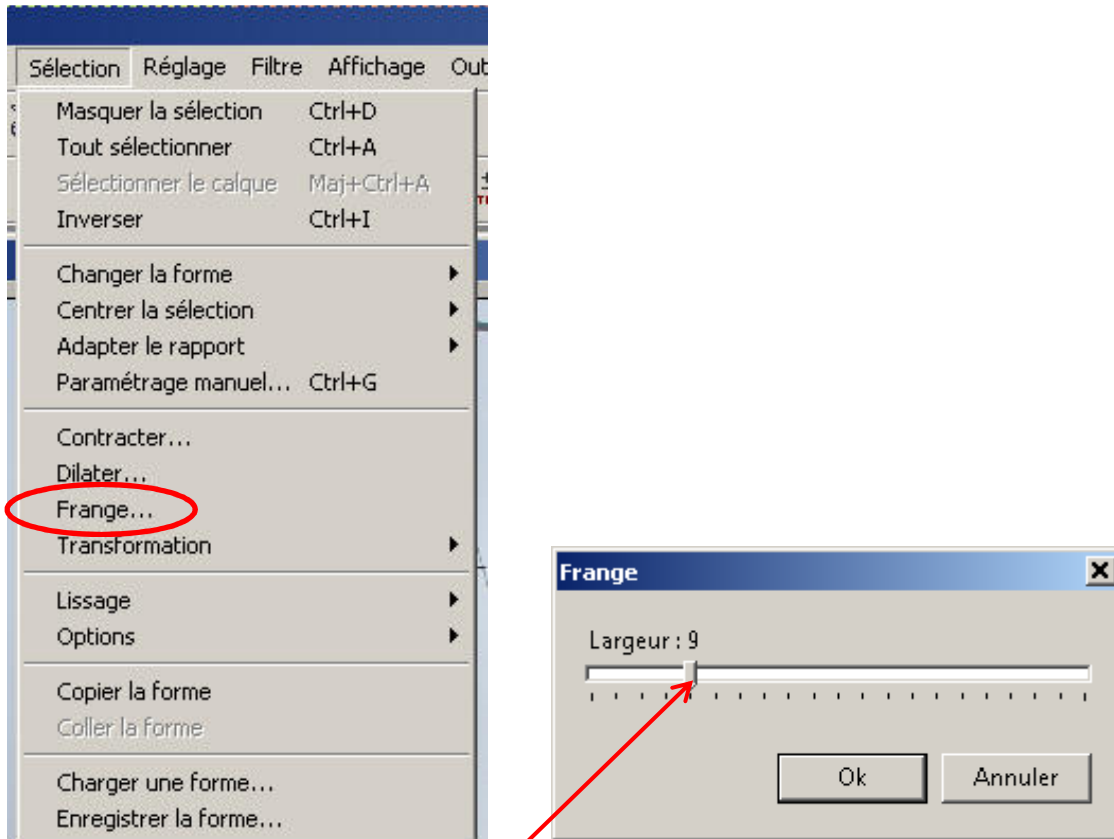 Sélection Réglage Filtre Affichage Out
Masquer la sélection Ctrl+D
Tout sélectionner Ctrl+A
Sélectionner le calque Maj+Ctrl+A
Inverser Ctrl+I
Changer la forme
Centrer la sélection
Adapter le rapport
Paramétrage manuel... Ctrl+G
Contracter...
Dilater...
Frange...
Transformation
Lissage
Options
Copier la forme
Coller la forme
Charger une forme...
Enregistrer la forme...
Frange
Largeur : 9
Ok Annuler